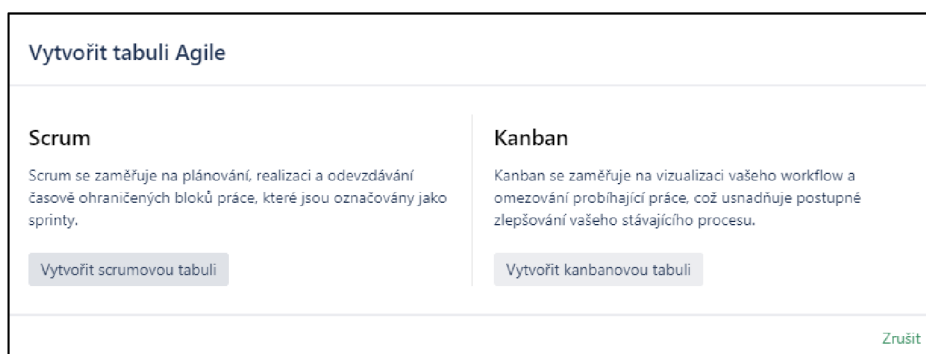 Vytvořit tabuli Agile
Scrum
Scrum se zaměřuje na plánování, realizaci a odevzdávání
časově ohraničených bloků práce, které jsou označovány jako
sprinty.
Vytvořit scrumovou tabuli
Kanban
Kanban se zaměřuje na vizualizaci vašeho workflow a
omezování probíhající práce, což usnadňuje postupné
zlepšování vašeho stávajícího procesu.
Vytvořit kanbanovou tabuli
Zrušit